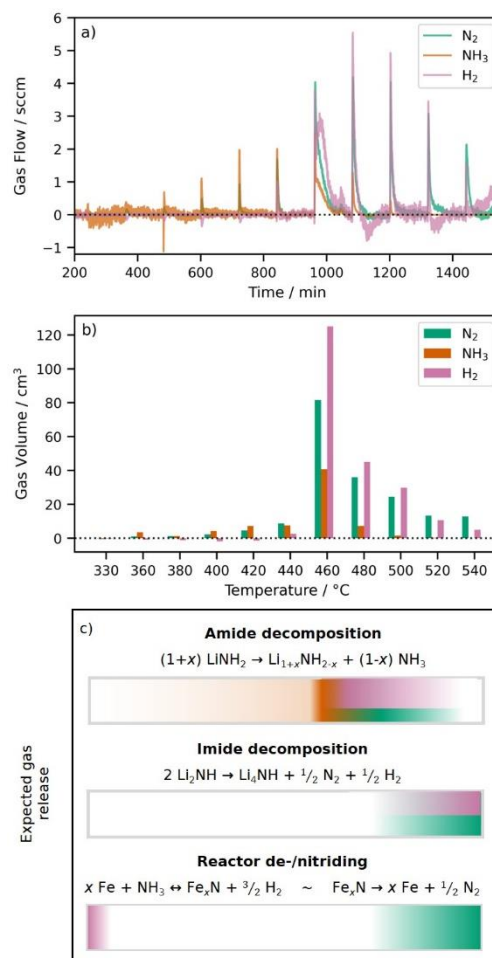 a)
N₂
NH₃
H₂
Gas Flow / sccm
6
5
4
3
2
1
0
−1
200 400 600 800 1000 1200 1400
Time / min
b)
N₂
NH₃
H₂
Gas Volume / cm³
120
100
80
60
40
20
0
330 360 380 400 420 440 460 480 500 520 540
Temperature / °C
c)
Expected gas
release
Amide decomposition
(1+x) LiNH₂ → Li₁₊ₓNH₂₋ₓ + (1-x) NH₃
Imide decomposition
2 Li₂NH → Li₄NH + ¹/₂ N₂ + ¹/₂ H₂
Reactor de-/nitriding
x Fe + NH₃ ↔ FeₓN + ³/₂ H₂ ~ FeₓN → x Fe + ¹/₂ N₂